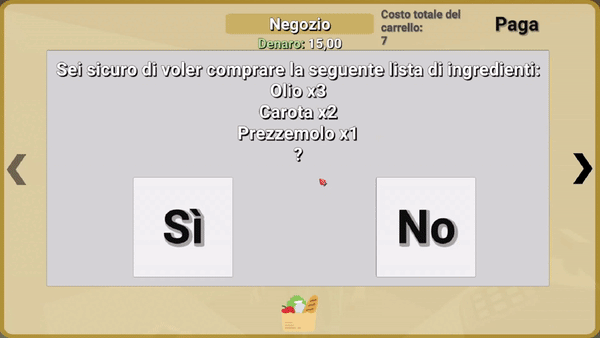 Negozio
Denaro: 15,00
Costo totale del
carrello:
7
Paga
Sei sicuro di voler comprare la seguente lista di ingredienti:
Olio x3
Carota x2
Prezzemolo x1
?
Sì
No